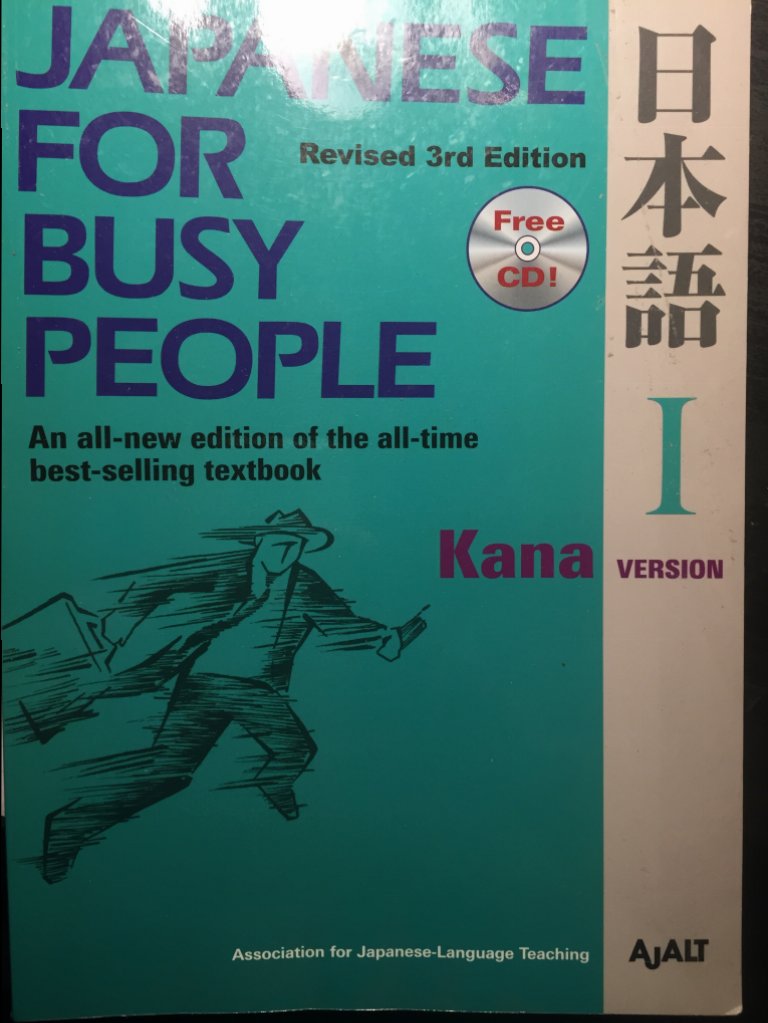 JAPANESE
FOR
BUSY
PEOPLE
Revised 3rd Edition
Free
CD!
An all-new edition of the all-time
best-selling textbook
日本語
I
Kana VERSION
Association for Japanese-Language Teaching
AJALT